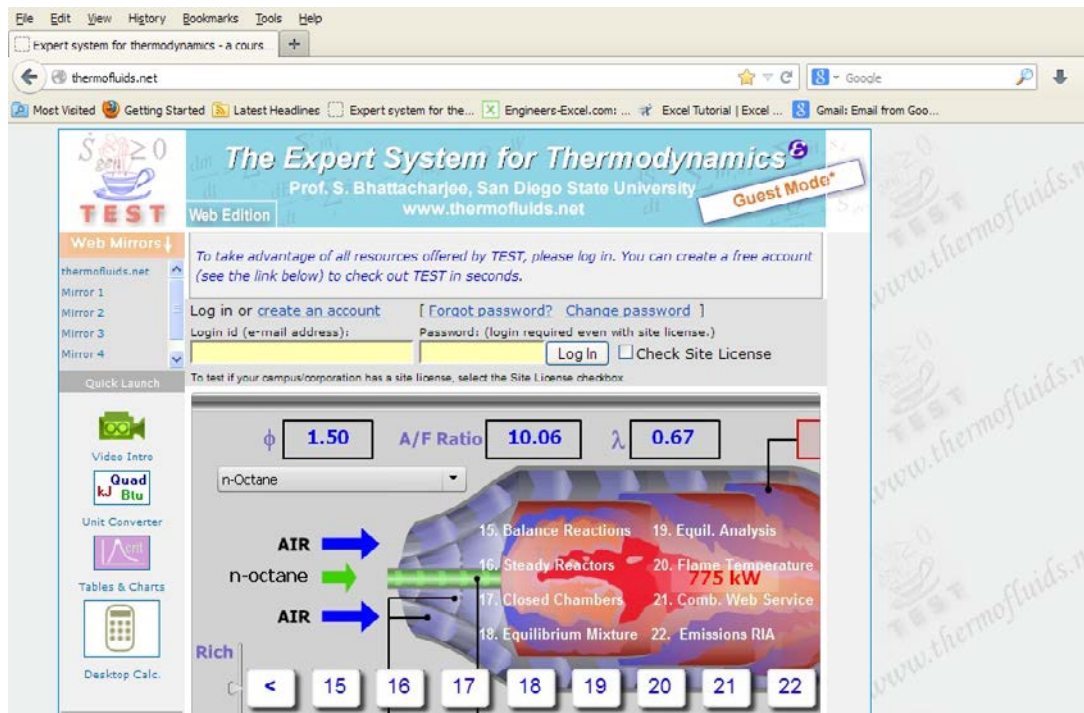 File Edit View History Bookmarks Tools Help
Expert system for thermodynamics - a cours... +
thermofluids.net
Google
Most Visited Getting Started Latest Headlines Expert system for the... Engineers-Excel.com: ... Excel Tutorial | Excel ... Gmail: Email from Goo...
TEST
The Expert System for Thermodynamics
Prof. S. Bhattacharjee, San Diego State University
www.thermofluids.net
Web Edition
Guest Mode*
Web Mirrors
thermofluids.net
Mirror 1
Mirror 2
Mirror 3
Mirror 4
To take advantage of all resources offered by TEST, please log in. You can create a free account
(see the link below) to check out TEST in seconds.
Log in or create an account [ Forgot password? Change password ]
Login id (e-mail address): Password: (login required even with site license.)
Log In Check Site License
To test if your campus/corporation has a site license, select the Site License checkbox
Quick Launch
Video Intro
Quad
kJ Btu
Unit Converter
Tables & Charts
Desktop Calc.
ϕ 1.50 A/F Ratio 10.06 λ 0.67
n-Octane
AIR
n-octane
AIR
15. Balance Reactions 19. Equil. Analysis
16. Steady Reactors 20. Flame Temperature
775 kW
17. Closed Chambers 21. Comb. Web Service
18. Equilibrium Mixture 22. Emissions RIA
Rich
< 15 16 17 18 19 20 21 22
TEST
www.thermofluids.n
TEST
www.thermofluids.n
TEST
www.thermofluids.n